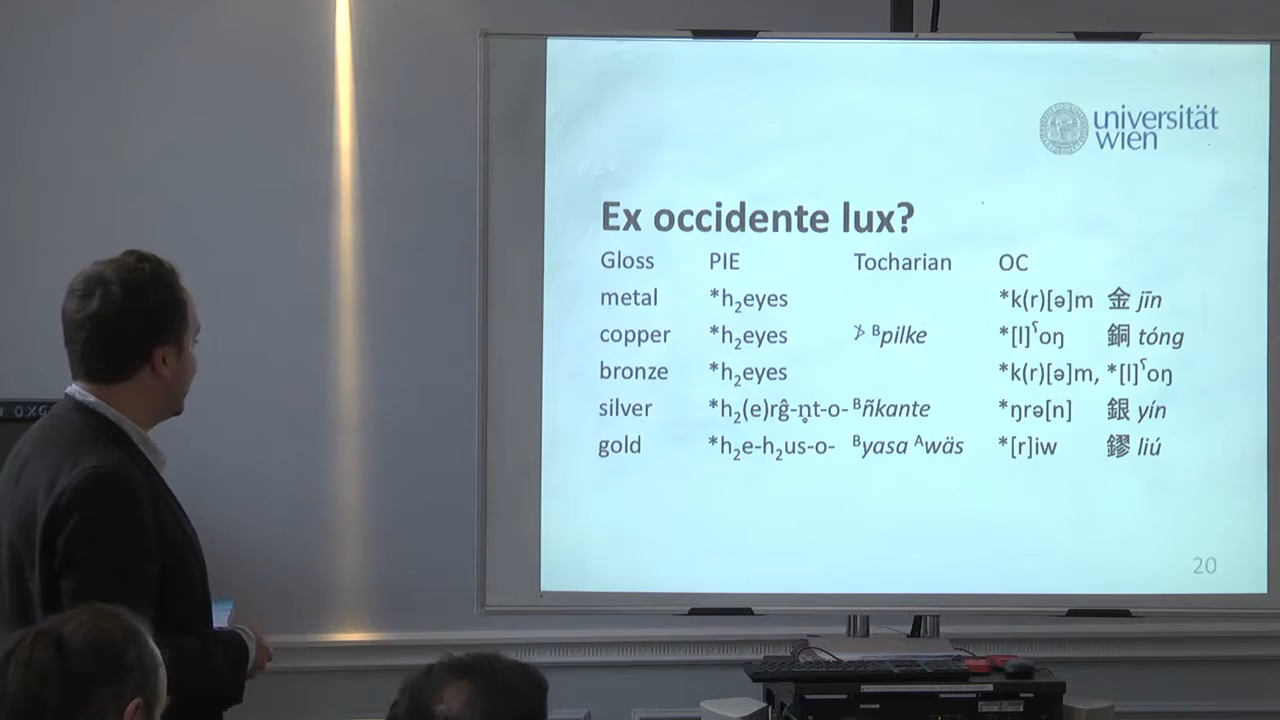 universität
wien
Ex occidente lux?
Gloss PIE Tocharian OC
metal *h₂eyes *k(r)[ə]m 金 jīn
copper *h₂eyes ᴮpilke *[l]ˤoŋ 銅 tóng
bronze *h₂eyes *k(r)[ə]m, *[l]ˤoŋ
silver *h₂(e)rĝ-n̥t-o- ᴮñkante *ŋrə[n] 銀 yín
gold *h₂e-h₂us-o- ᴮyasa ᴬwäs *[r]iw 鏐 liú
20